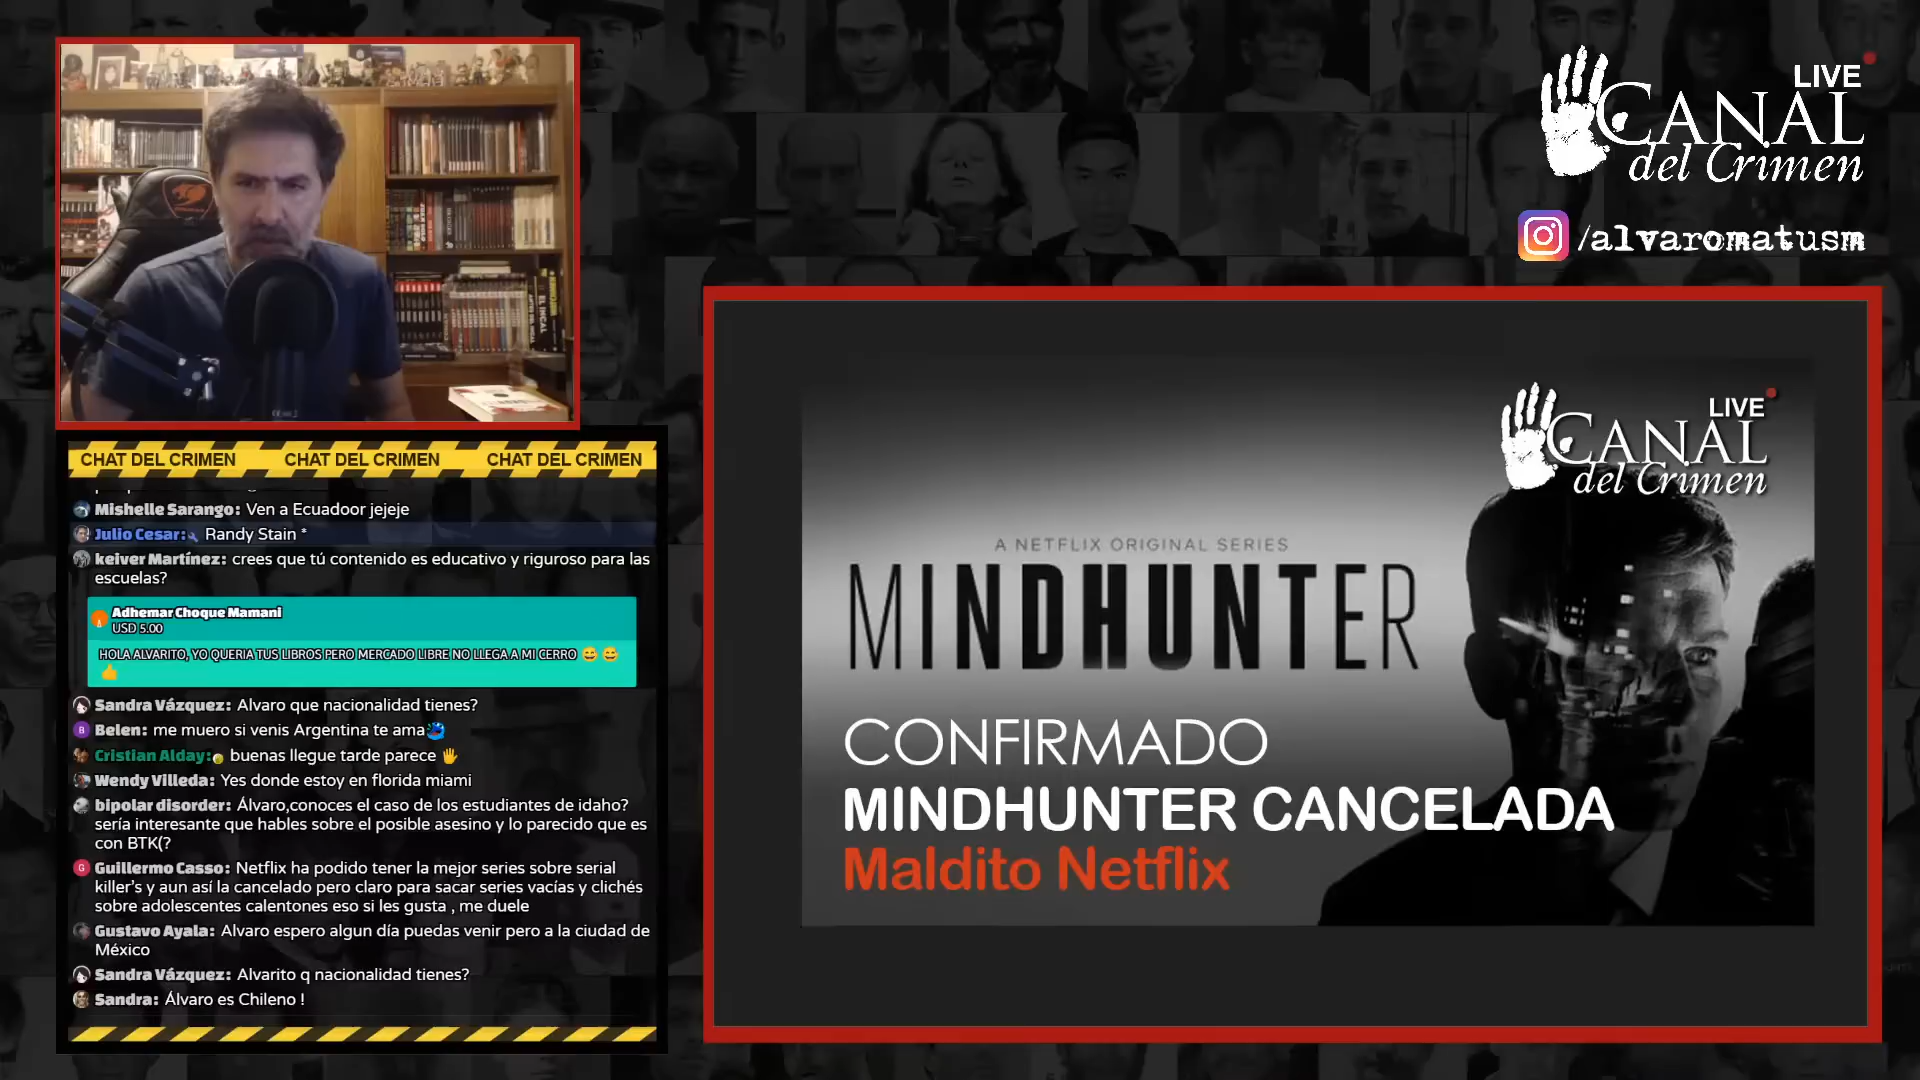 LIVE
CANAL
del Crimen
/alvaromatusm
COUGAR
EL INCAL
CHAT DEL CRIMEN CHAT DEL CRIMEN CHAT DEL CRIMEN
Mishelle Sarango: Ven a Ecuadoor jejeje
Julio Cesar: Randy Stain *
keiver Martínez: crees que tú contenido es educativo y riguroso para las
escuelas?
Adhemar Choque Mamani
USD 5.00
HOLA ALVARITO, YO QUERIA TUS LIBROS PERO MERCADO LIBRE NO LLEGA A MI CERRO 😅 😅
👍
Sandra Vázquez: Alvaro que nacionalidad tienes?
B Belen: me muero si venis Argentina te ama
Cristian Alday: buenas llegue tarde parece 🖐
Wendy Villeda: Yes donde estoy en florida miami
bipolar disorder: Álvaro,conoces el caso de los estudiantes de idaho?
sería interesante que hables sobre el posible asesino y lo parecido que es
con BTK(?
G Guillermo Casso: Netflix ha podido tener la mejor series sobre serial
killer's y aun así la cancelado pero claro para sacar series vacías y clichés
sobre adolescentes calentones eso si les gusta , me duele
Gustavo Ayala: Alvaro espero algun día puedas venir pero a la ciudad de
México
Sandra Vázquez: Alvarito q nacionalidad tienes?
Sandra: Álvaro es Chileno !
LIVE
CANAL
del Crimen
A NETFLIX ORIGINAL SERIES
MINDHUNTER
CONFIRMADO
MINDHUNTER CANCELADA
Maldito Netflix